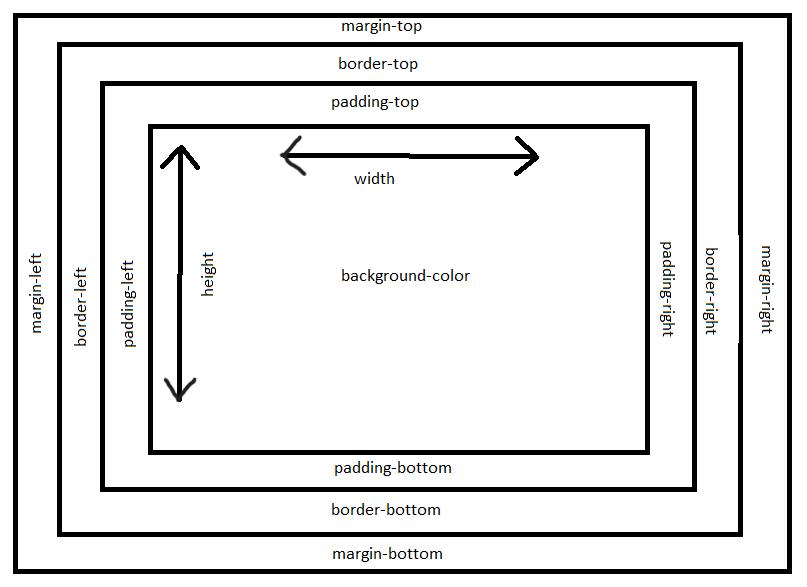 margin-top
border-top
padding-top
width
margin-left
border-left
padding-left
height
background-color
padding-right
border-right
margin-right
padding-bottom
border-bottom
margin-bottom